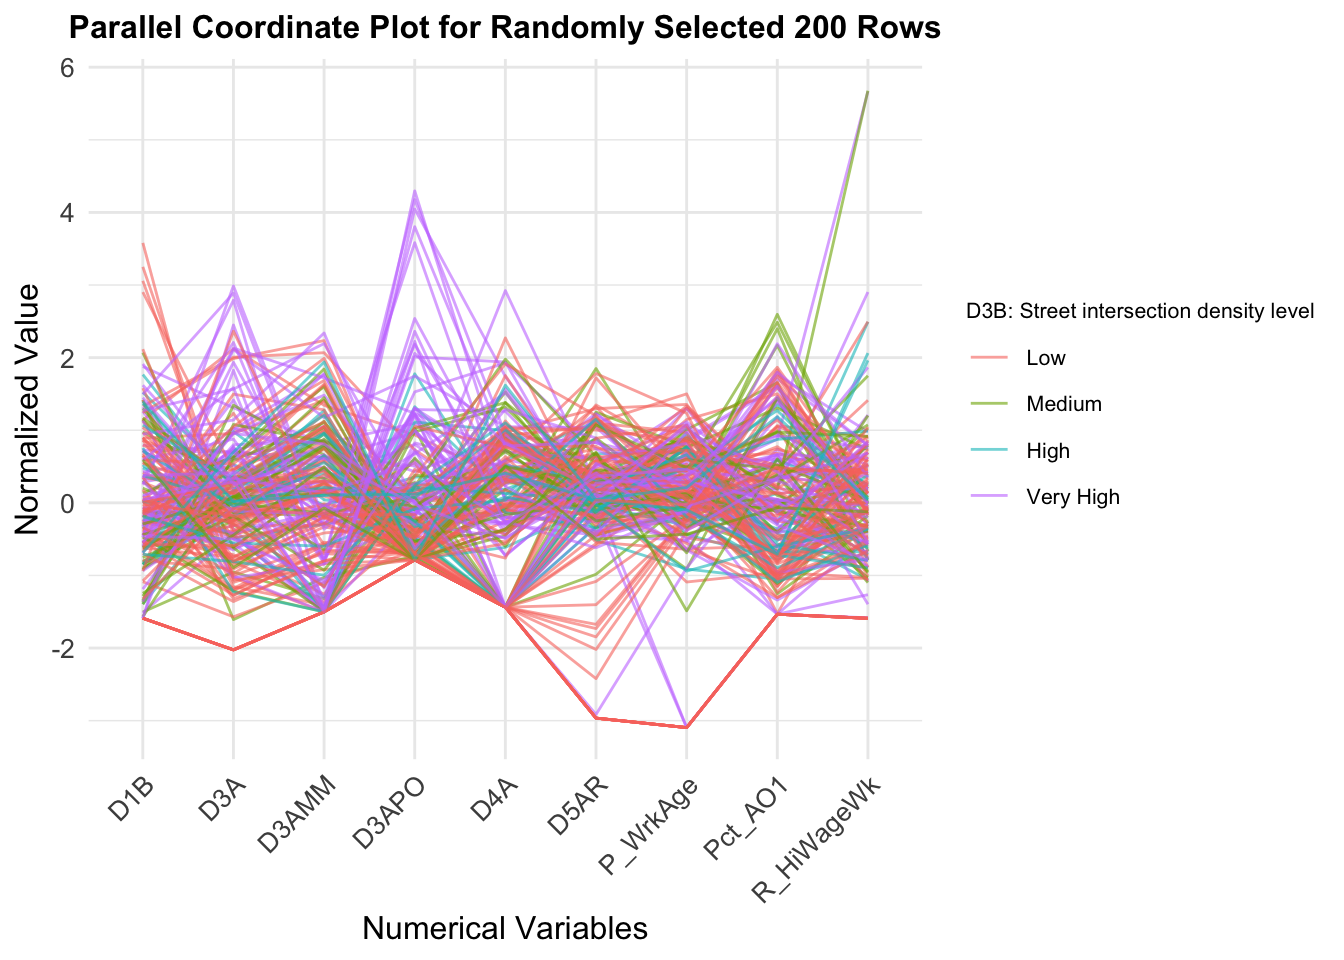 Parallel Coordinate Plot for Randomly Selected 200 Rows
6
4
2
0
-2
Normalized Value
D1B
D3A
D3AMM
D3APO
D4A
D5AR
P_WrkAge
Pct_AO1
R_HiWageWk
Numerical Variables
D3B: Street intersection density level
Low
Medium
High
Very High